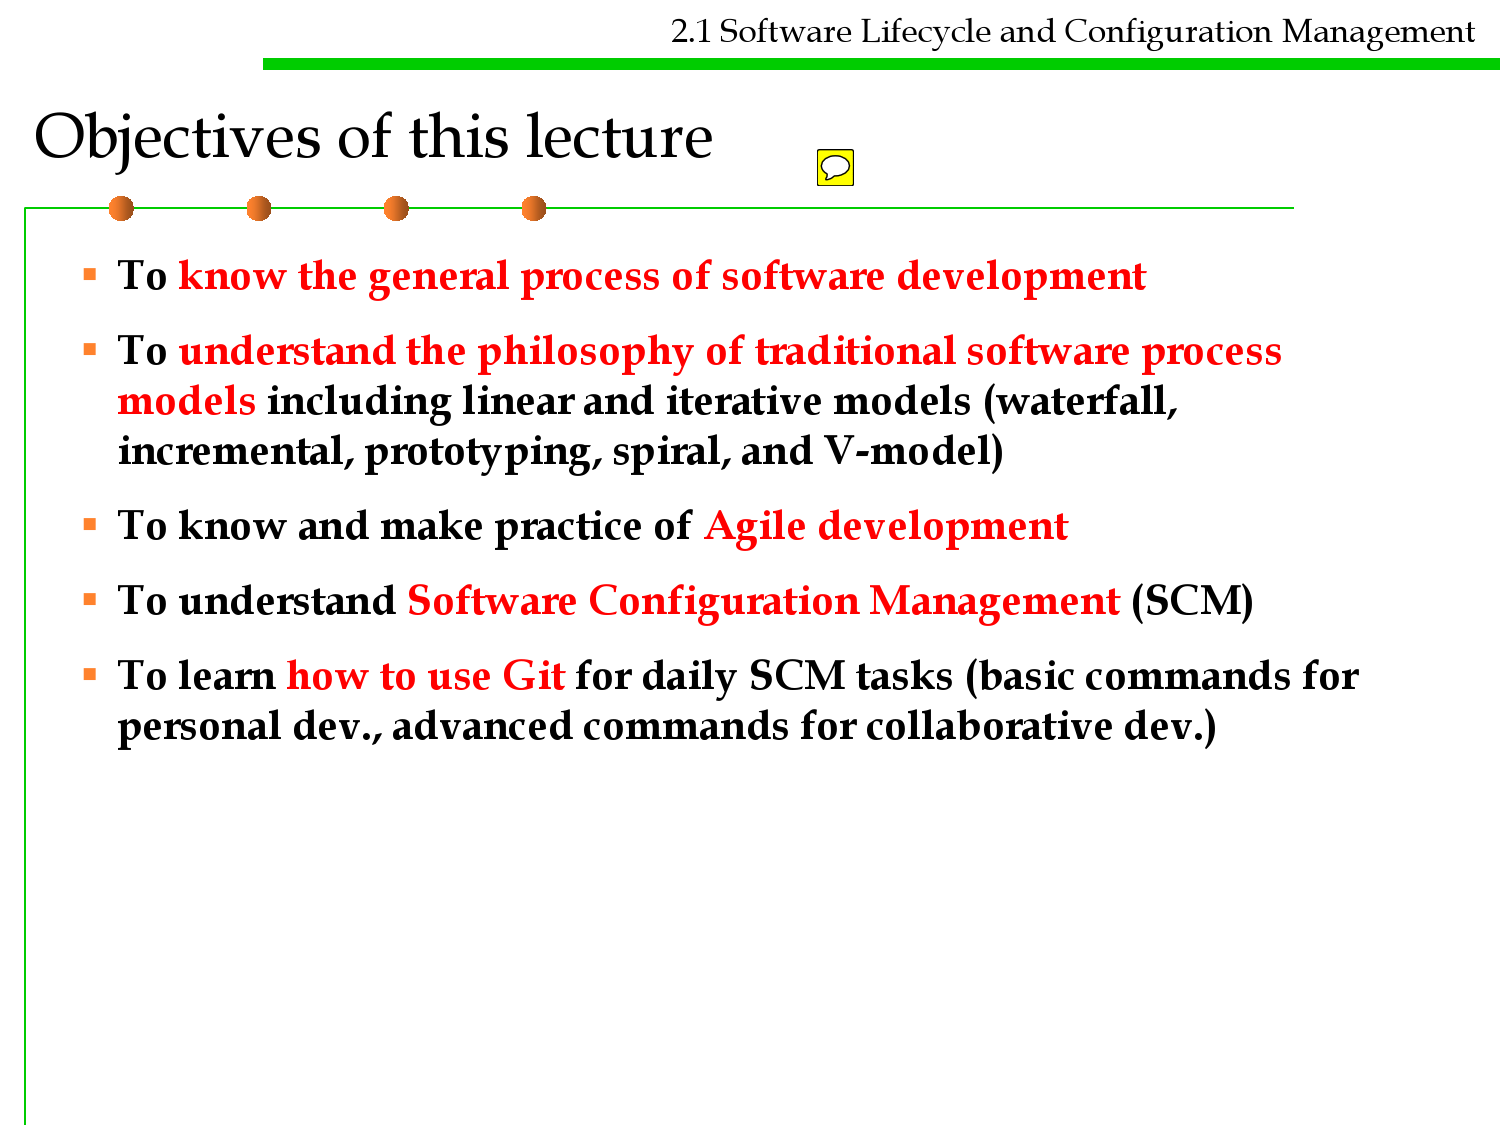 2.1 Software Lifecycle and Configuration Management
Objectives of this lecture
To know the general process of software development
To understand the philosophy of traditional software process
models including linear and iterative models (waterfall,
incremental, prototyping, spiral, and V-model)
To know and make practice of Agile development
To understand Software Configuration Management (SCM)
To learn how to use Git for daily SCM tasks (basic commands for
personal dev., advanced commands for collaborative dev.)